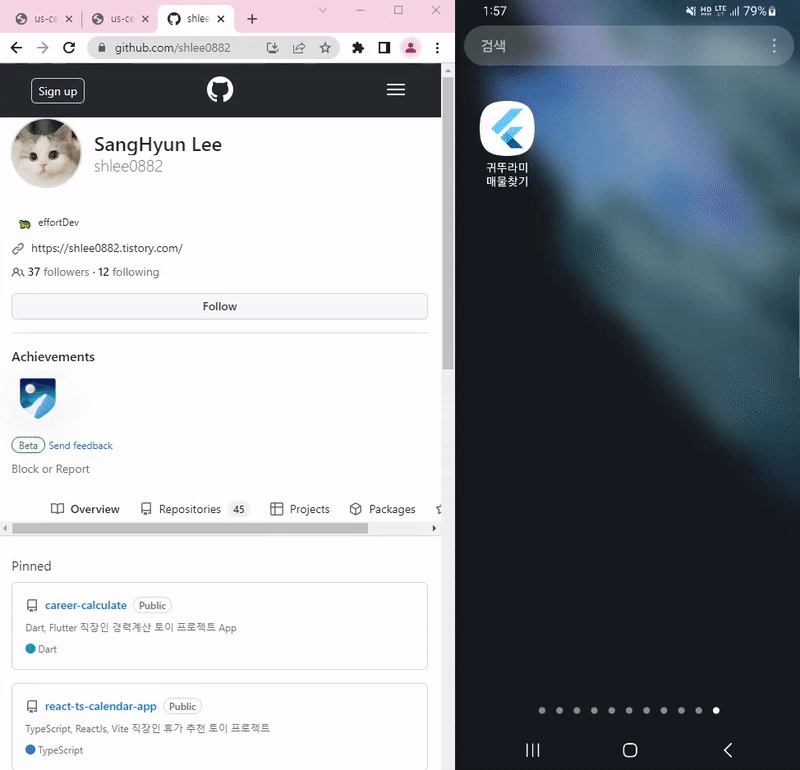 us-ce
us-ce
shlee
github.com/shlee0882
Sign up
SangHyun Lee
shlee0882
effortDev
https://shlee0882.tistory.com/
37 followers · 12 following
Follow
Achievements
Beta Send feedback
Block or Report
Overview
Repositories 45
Projects
Packages
Pinned
career-calculate Public
Dart, Flutter 직장인 경력계산 토이 프로젝트 App
Dart
react-ts-calendar-app Public
TypeScript, ReactJs, Vite 직장인 휴가 추천 토이 프로젝트
TypeScript
1:57
HD LTE 79%
검색
귀뚜라미
매물찾기